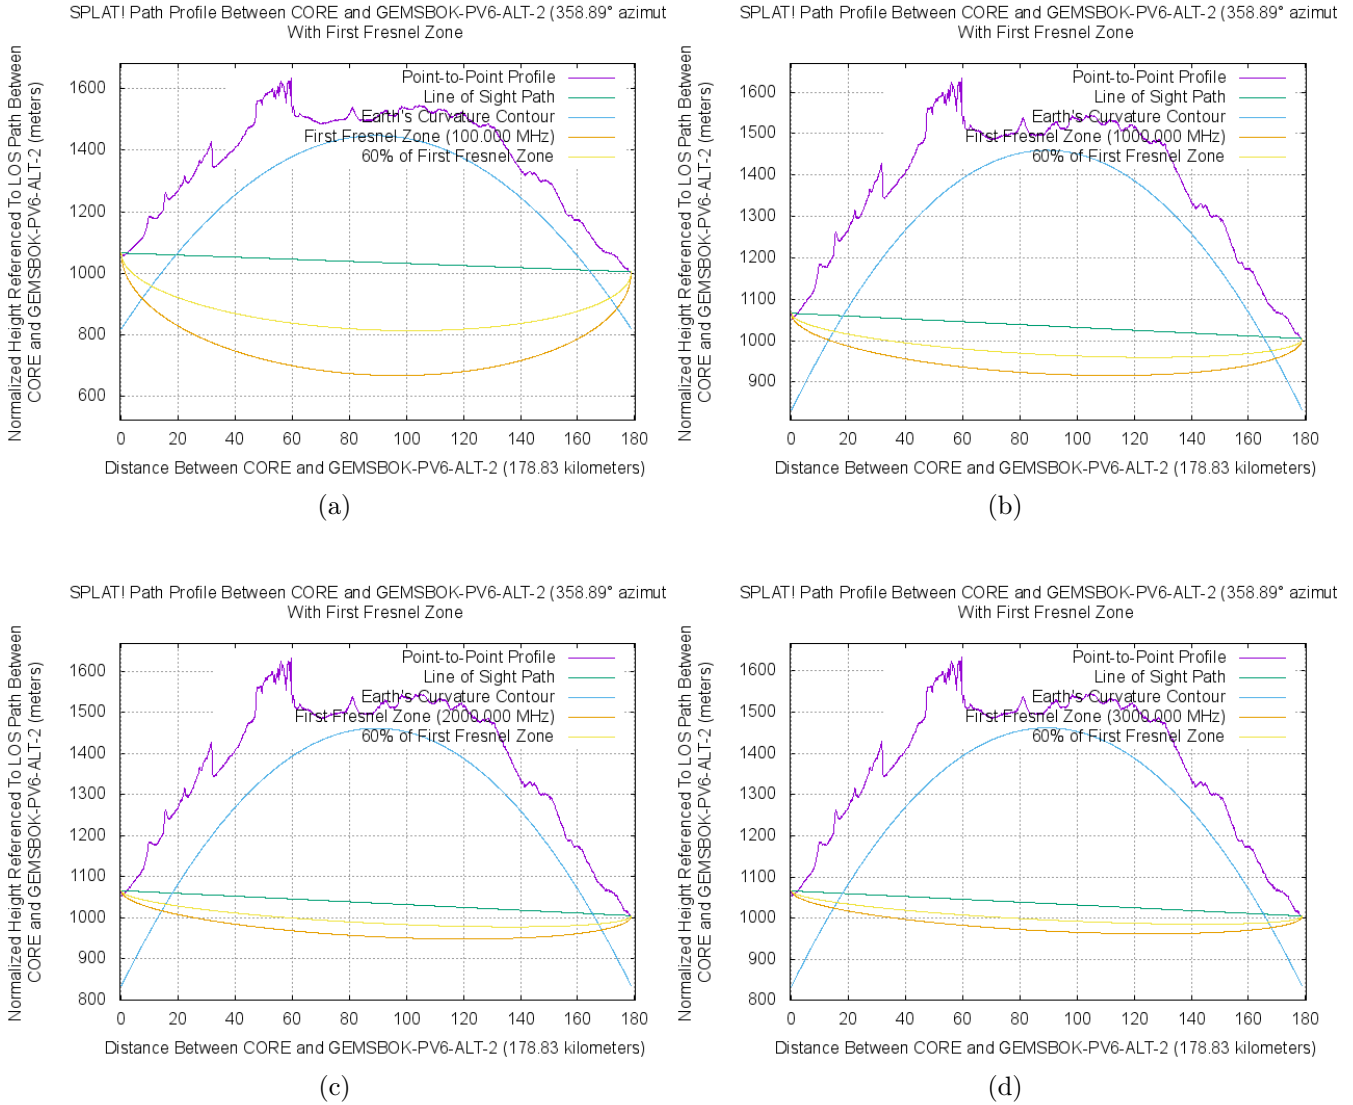 SPLAT! Path Profile Between CORE and GEMSBOK-PV6-ALT-2 (358.89° azimut
With First Fresnel Zone
Normalized Height Referenced To LOS Path Between
CORE and GEMSBOK-PV6-ALT-2 (meters)
1600
1400
1200
1000
800
600
Point-to-Point Profile
Line of Sight Path
Earth's Curvature Contour
First Fresnel Zone (100.000 MHz)
60% of First Fresnel Zone
0 20 40 60 80 100 120 140 160 180
Distance Between CORE and GEMSBOK-PV6-ALT-2 (178.83 kilometers)
(a)
SPLAT! Path Profile Between CORE and GEMSBOK-PV6-ALT-2 (358.89° azimut
With First Fresnel Zone
Normalized Height Referenced To LOS Path Between
CORE and GEMSBOK-PV6-ALT-2 (meters)
1600
1500
1400
1300
1200
1100
1000
900
Point-to-Point Profile
Line of Sight Path
Earth's Curvature Contour
First Fresnel Zone (1000.000 MHz)
60% of First Fresnel Zone
0 20 40 60 80 100 120 140 160 180
Distance Between CORE and GEMSBOK-PV6-ALT-2 (178.83 kilometers)
(b)
SPLAT! Path Profile Between CORE and GEMSBOK-PV6-ALT-2 (358.89° azimut
With First Fresnel Zone
Normalized Height Referenced To LOS Path Between
CORE and GEMSBOK-PV6-ALT-2 (meters)
1600
1500
1400
1300
1200
1100
1000
900
800
Point-to-Point Profile
Line of Sight Path
Earth's Curvature Contour
First Fresnel Zone (2000.000 MHz)
60% of First Fresnel Zone
0 20 40 60 80 100 120 140 160 180
Distance Between CORE and GEMSBOK-PV6-ALT-2 (178.83 kilometers)
(c)
SPLAT! Path Profile Between CORE and GEMSBOK-PV6-ALT-2 (358.89° azimut
With First Fresnel Zone
Normalized Height Referenced To LOS Path Between
CORE and GEMSBOK-PV6-ALT-2 (meters)
1600
1500
1400
1300
1200
1100
1000
900
800
Point-to-Point Profile
Line of Sight Path
Earth's Curvature Contour
First Fresnel Zone (3000.000 MHz)
60% of First Fresnel Zone
0 20 40 60 80 100 120 140 160 180
Distance Between CORE and GEMSBOK-PV6-ALT-2 (178.83 kilometers)
(d)